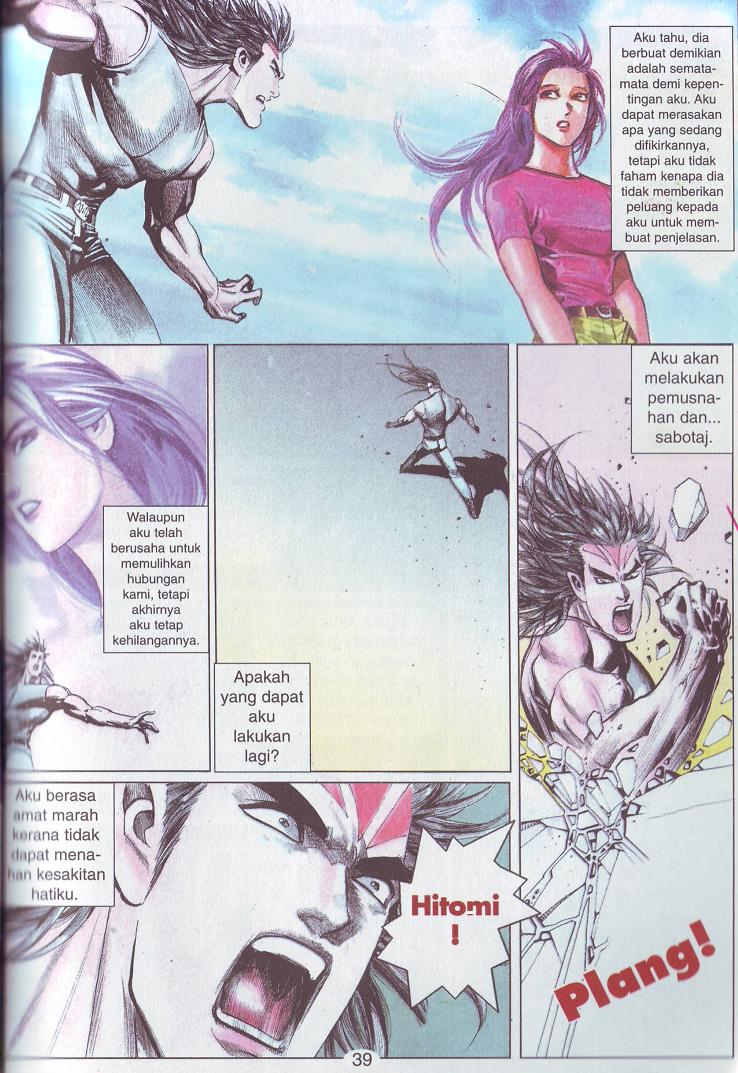 Aku tahu, dia
berbuat demikian
adalah semata-
mata demi kepen-
tingan aku. Aku
dapat merasakan
apa yang sedang
difikirkannya,
tetapi aku tidak
faham kenapa dia
tidak memberikan
peluang kepada
aku untuk mem-
buat penjelasan.
Walaupun
aku telah
berusaha untuk
memulihkan
hubungan
kami, tetapi
akhirnya
aku tetap
kehilangannya.
Apakah
yang dapat
aku
lakukan
lagi?
Aku akan
melakukan
pemusna-
han dan...
sabotaj.
Plang!
Aku berasa
amat marah
kerana tidak
dapat mena-
han kesakitan
hatiku.
Hitomi
!
39